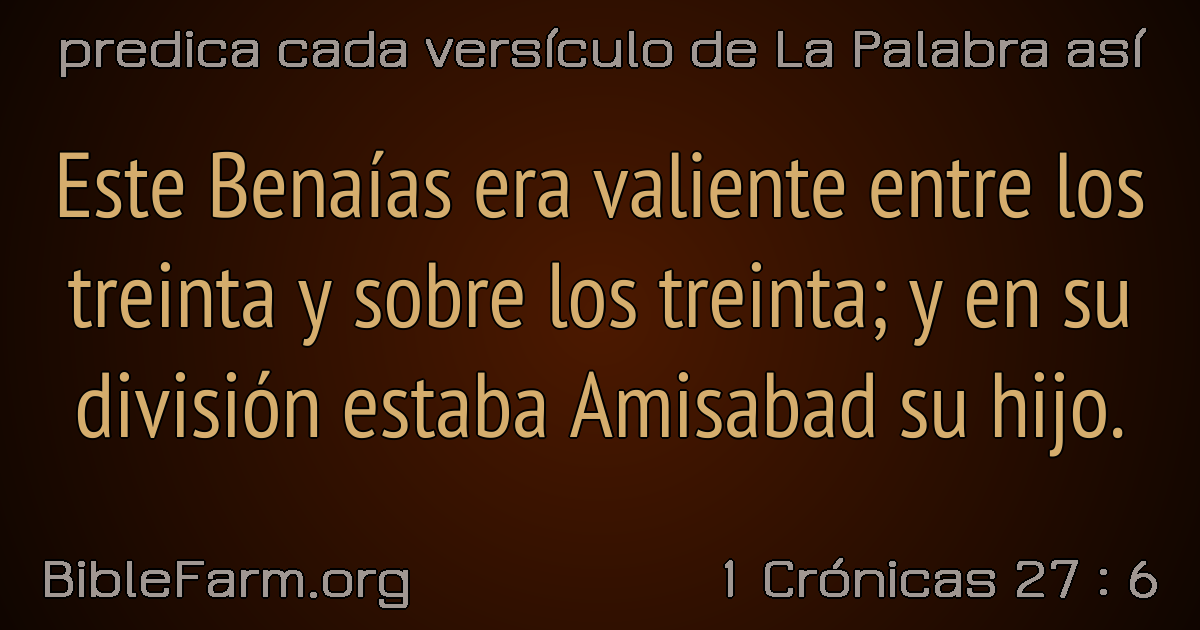 predica cada versículo de La Palabra así
Este Benaías era valiente entre los
treinta y sobre los treinta; y en su
división estaba Amisabad su hijo.
BibleFarm.org
1 Crónicas 27 : 6